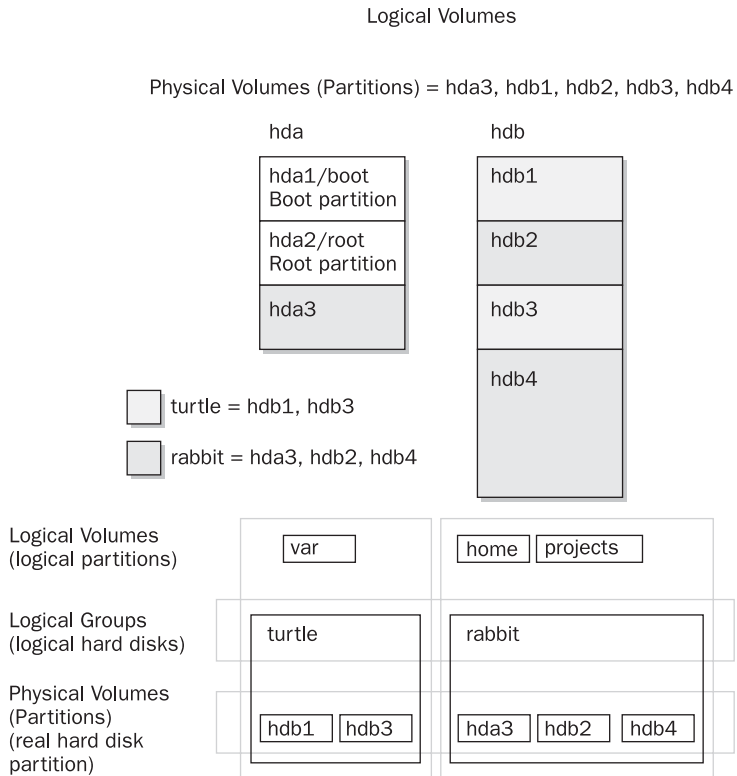 Logical Volumes
Physical Volumes (Partitions) = hda3, hdb1, hdb2, hdb3, hdb4
hda
hdb
hda1/boot
Boot partition
hda2/root
Root partition
hda3
hdb1
hdb2
hdb3
hdb4
turtle = hdb1, hdb3
rabbit = hda3, hdb2, hdb4
Logical Volumes
(logical partitions)
var
home
projects
Logical Groups
(logical hard disks)
turtle
rabbit
Physical Volumes
(Partitions)
(real hard disk
partition)
hdb1
hdb3
hda3
hdb2
hdb4